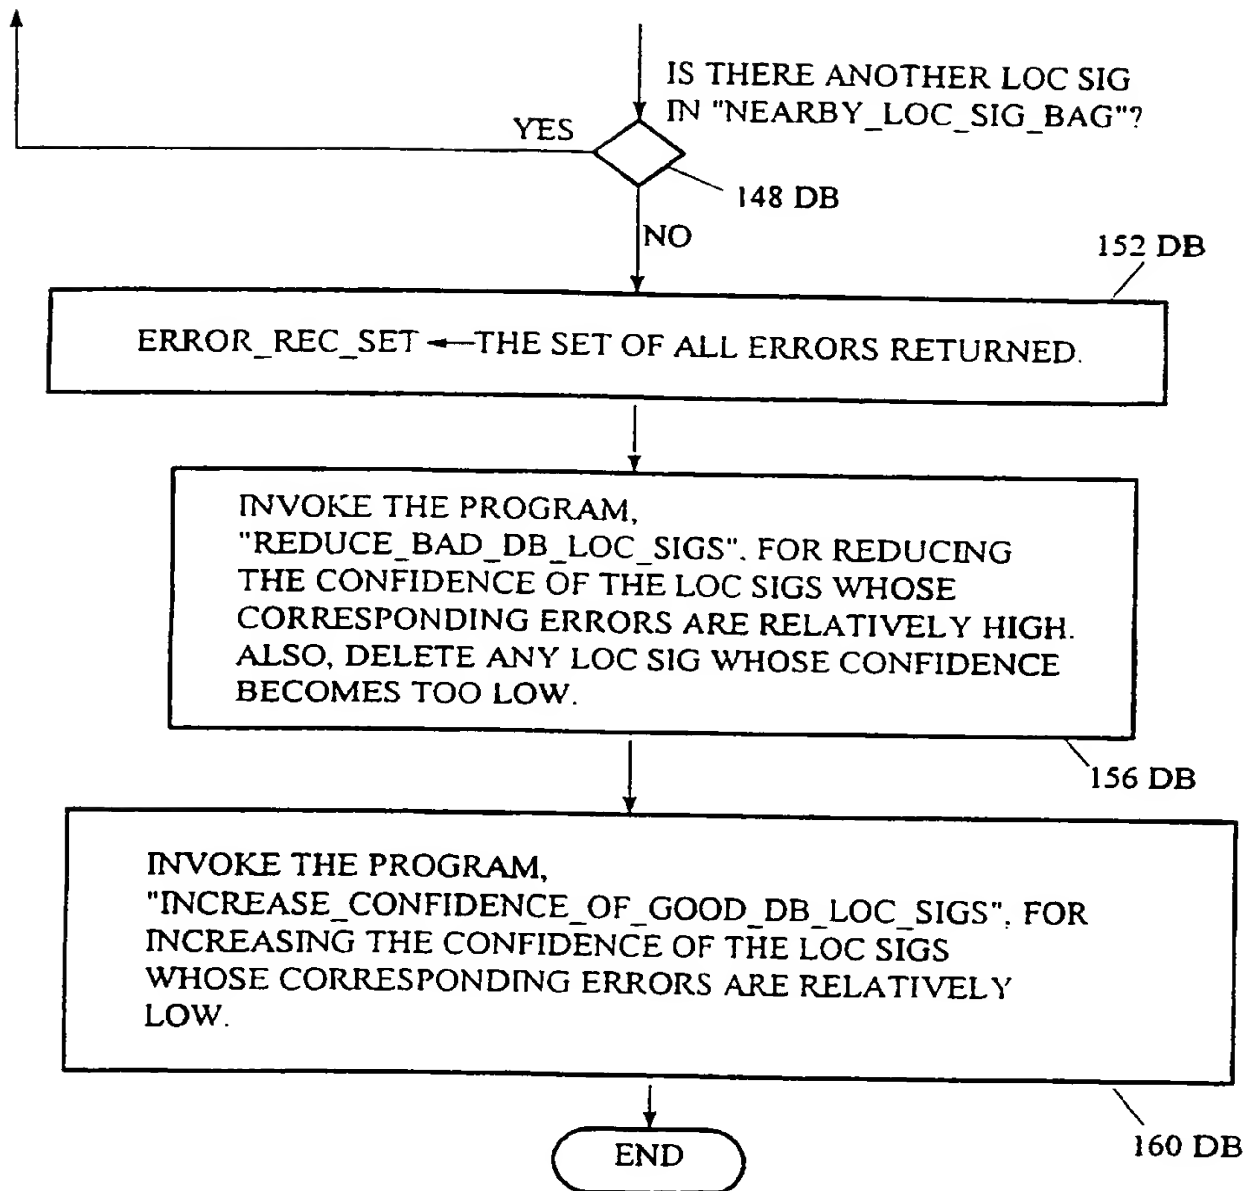 IS THERE ANOTHER LOC SIG
IN "NEARBY_LOC_SIG_BAG"?
YES
148 DB
NO
152 DB
ERROR_REC_SET ←THE SET OF ALL ERRORS RETURNED.
INVOKE THE PROGRAM,
"REDUCE_BAD_DB_LOC_SIGS". FOR REDUCING
THE CONFIDENCE OF THE LOC SIGS WHOSE
CORRESPONDING ERRORS ARE RELATIVELY HIGH.
ALSO, DELETE ANY LOC SIG WHOSE CONFIDENCE
BECOMES TOO LOW.
156 DB
INVOKE THE PROGRAM,
"INCREASE_CONFIDENCE_OF_GOOD_DB_LOC_SIGS". FOR
INCREASING THE CONFIDENCE OF THE LOC SIGS
WHOSE CORRESPONDING ERRORS ARE RELATIVELY
LOW.
160 DB
END